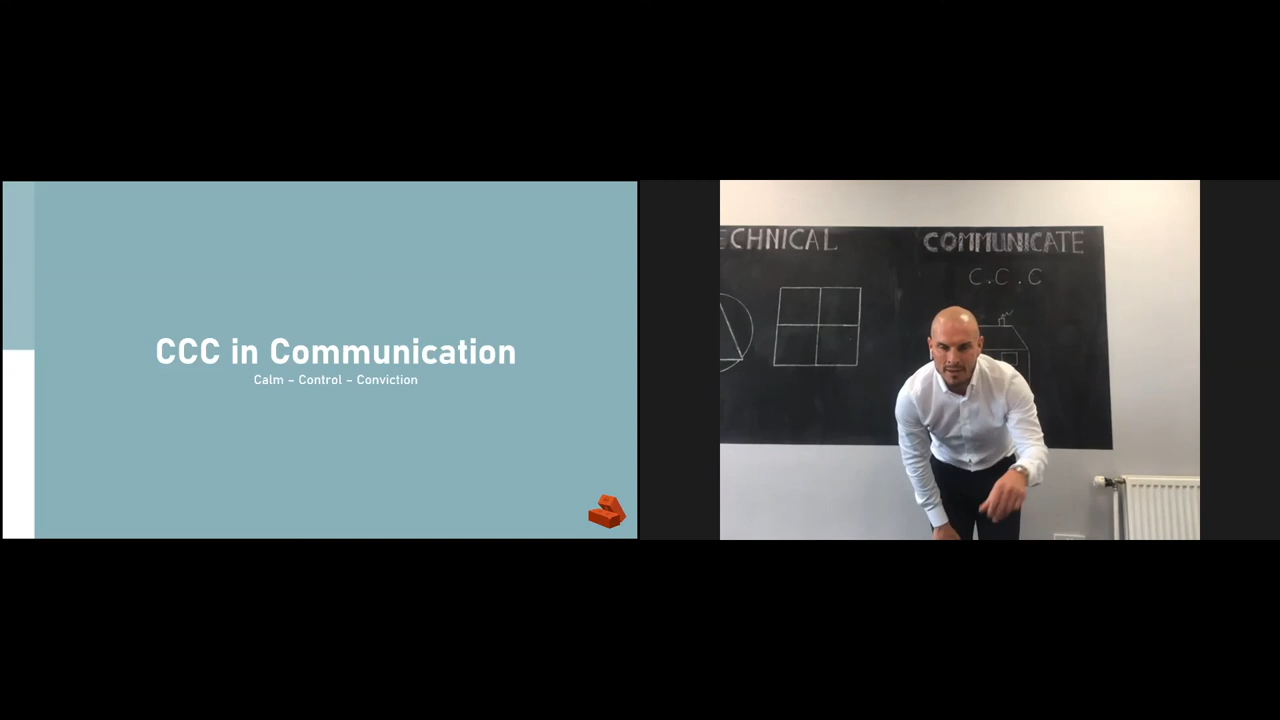 CCC in Communication
Calm – Control – Conviction
ECHNICAL
COMMUNICATE
C.C.C